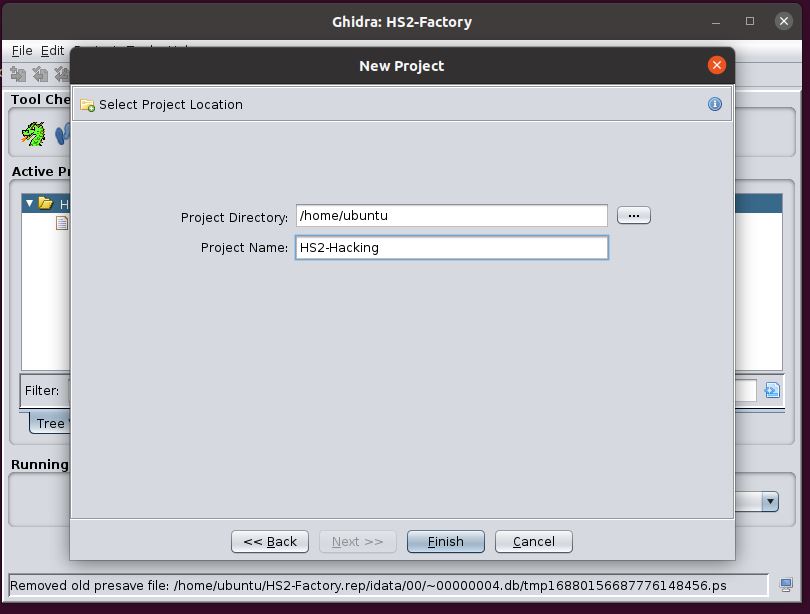 Ghidra: HS2-Factory
File Edit
New Project
Select Project Location
Tool Che
Active Pr
H
Project Directory: /home/ubuntu ...
Project Name: HS2-Hacking
Filter:
Tree
Running
<< Back Next >> Finish Cancel
Removed old presave file: /home/ubuntu/HS2-Factory.rep/idata/00/~00000004.db/tmp16880156687776148456.ps